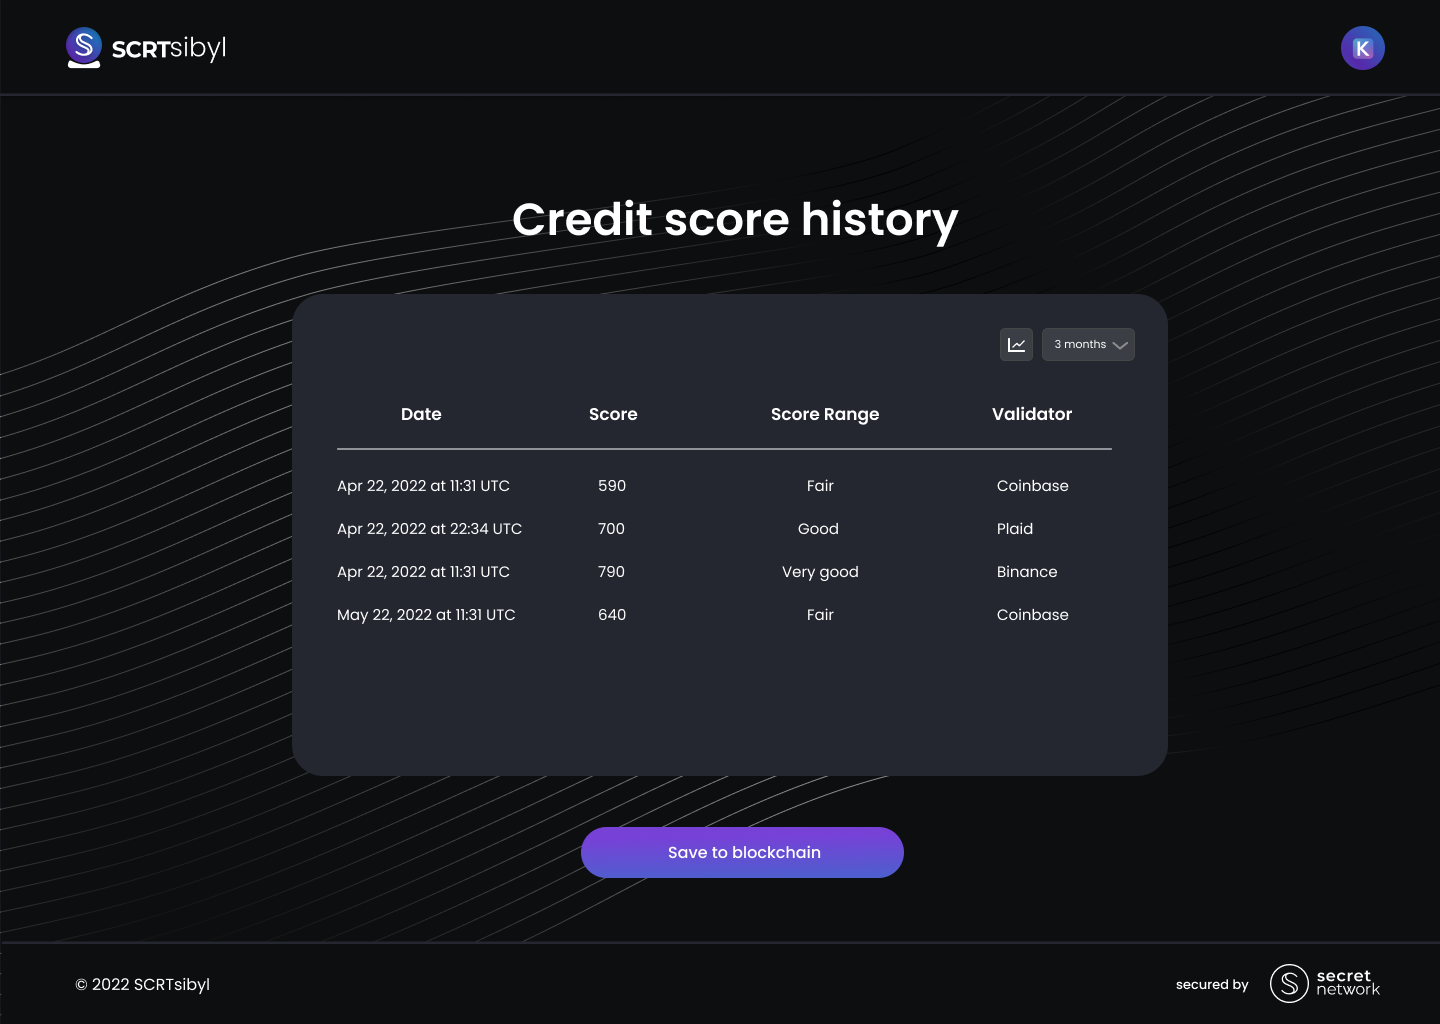 SCRTsibyl
K
Credit score history
3 months
Date Score Score Range Validator
Apr 22, 2022 at 11:31 UTC 590 Fair Coinbase
Apr 22, 2022 at 22:34 UTC 700 Good Plaid
Apr 22, 2022 at 11:31 UTC 790 Very good Binance
May 22, 2022 at 11:31 UTC 640 Fair Coinbase
Save to blockchain
© 2022 SCRTsibyl
secured by
secret
network